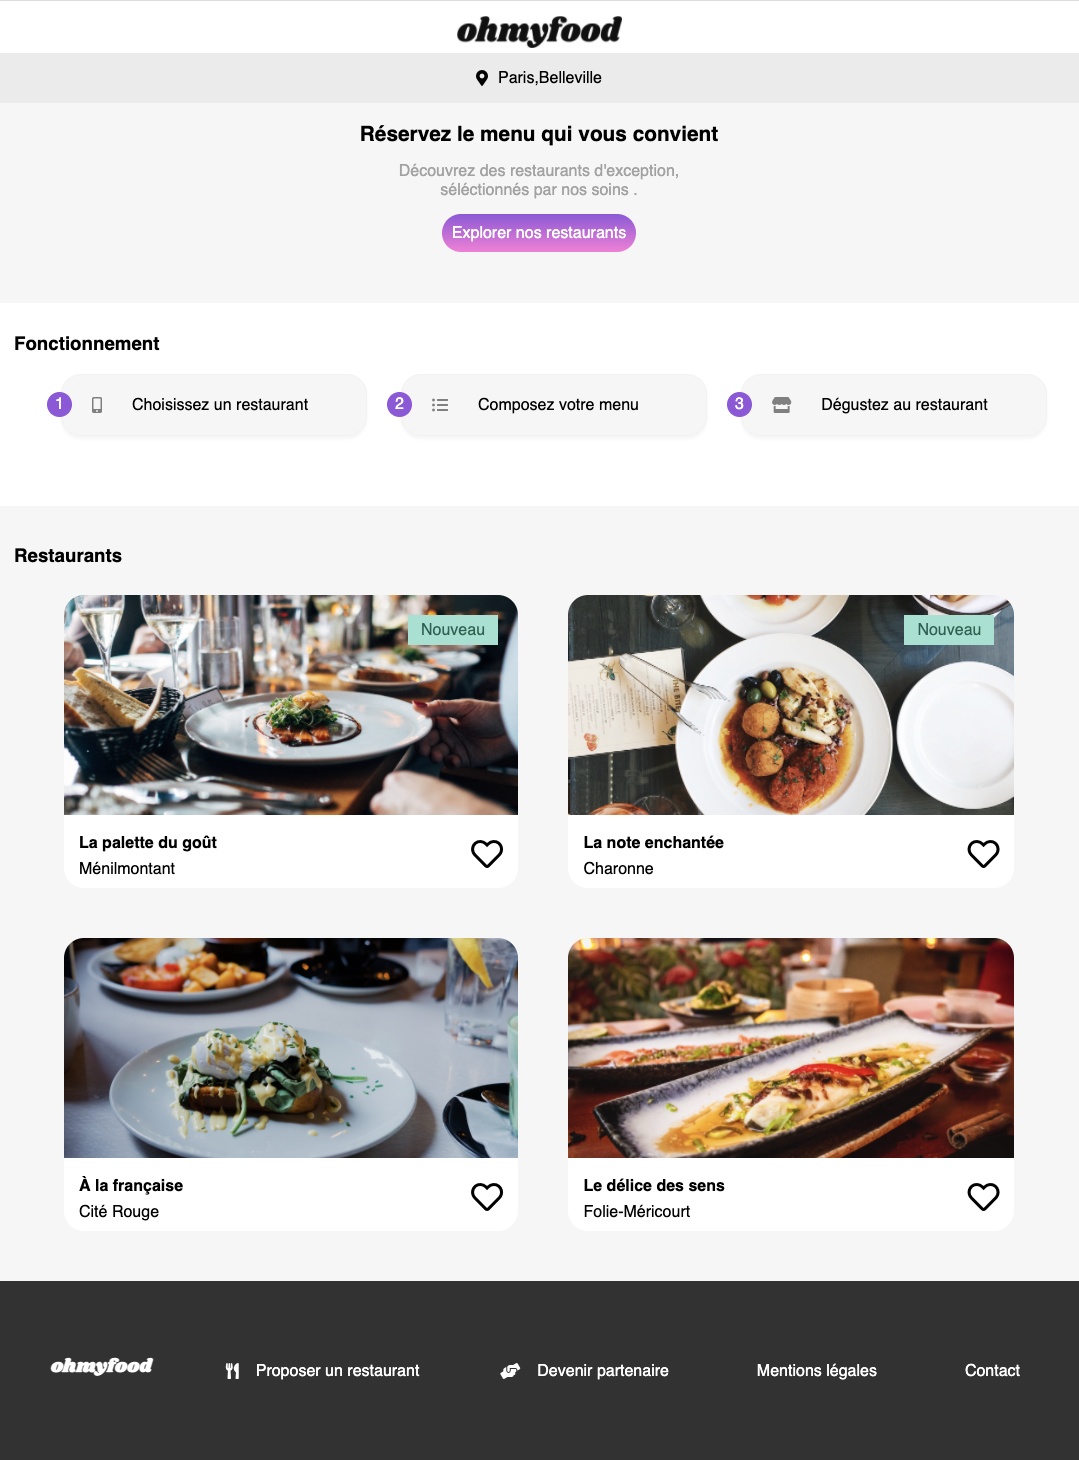 ohmyfood
Paris,Belleville
Réservez le menu qui vous convient
Découvrez des restaurants d'exception,
séléctionnés par nos soins .
Explorer nos restaurants
Fonctionnement
1 Choisissez un restaurant
2 Composez votre menu
3 Dégustez au restaurant
Restaurants
Nouveau
La palette du goût
Ménilmontant
Nouveau
La note enchantée
Charonne
À la française
Cité Rouge
Le délice des sens
Folie-Méricourt
ohmyfood
Proposer un restaurant
Devenir partenaire
Mentions légales
Contact